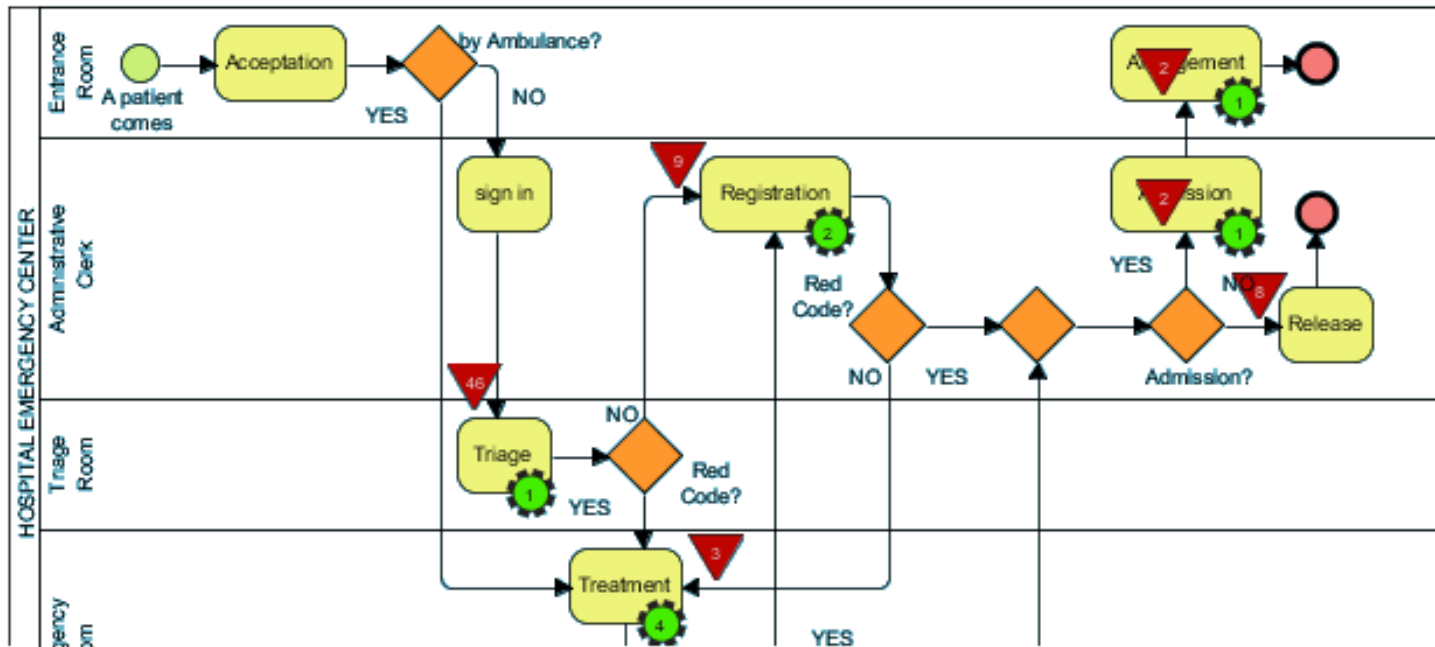 HOSPITAL EMERGENCY CENTER
Entrance
Room
A patient
comes
Acceptation
by Ambulance?
YES
NO
2
1
Administrative
Clerk
sign in
9
Registration
2
Red
Code?
NO
YES
2
1
YES
NO
8
Admission?
Release
Triage
Room
46
Triage
1
YES
NO
Red
Code?
3
Treatment
4
YES